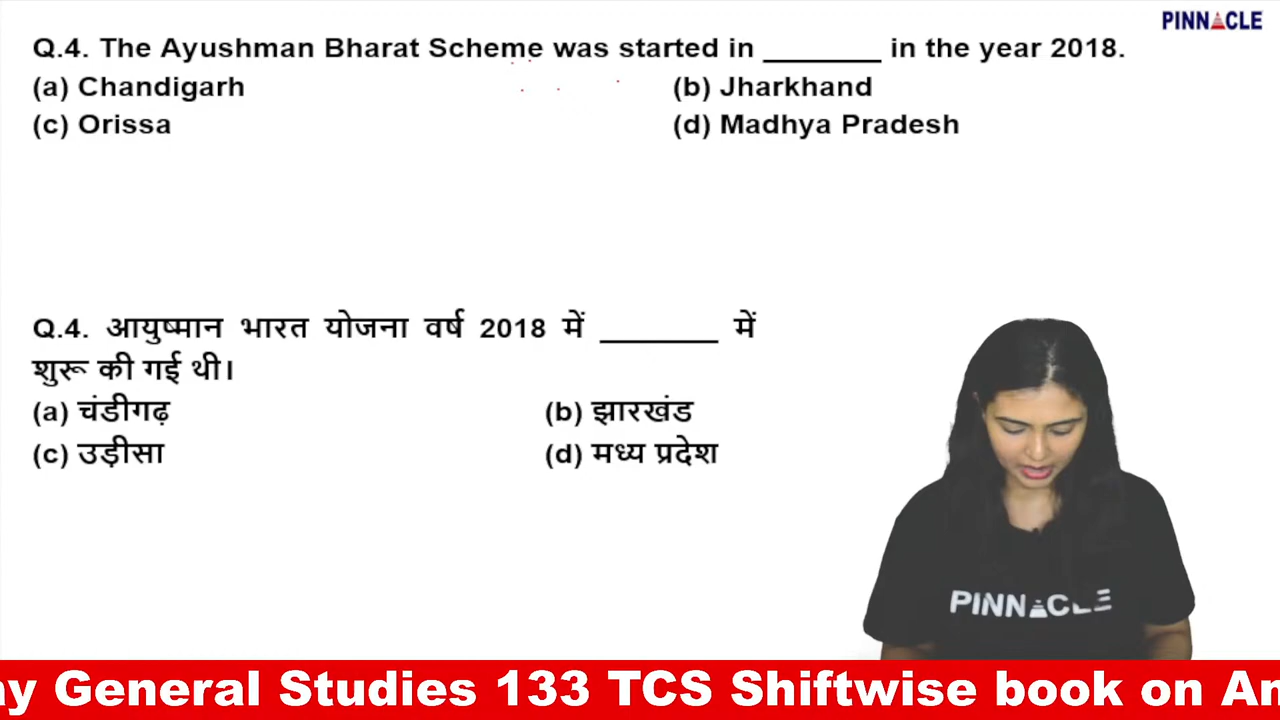 PINNACLE
Q.4. The Ayushman Bharat Scheme was started in ________ in the year 2018.
(a) Chandigarh (b) Jharkhand
(c) Orissa (d) Madhya Pradesh
Q.4. आयुष्मान भारत योजना वर्ष 2018 में ________ में
शुरू की गई थी।
(a) चंडीगढ़ (b) झारखंड
(c) उड़ीसा (d) मध्य प्रदेश
PINNACLE
General Studies 133 TCS Shiftwise book on